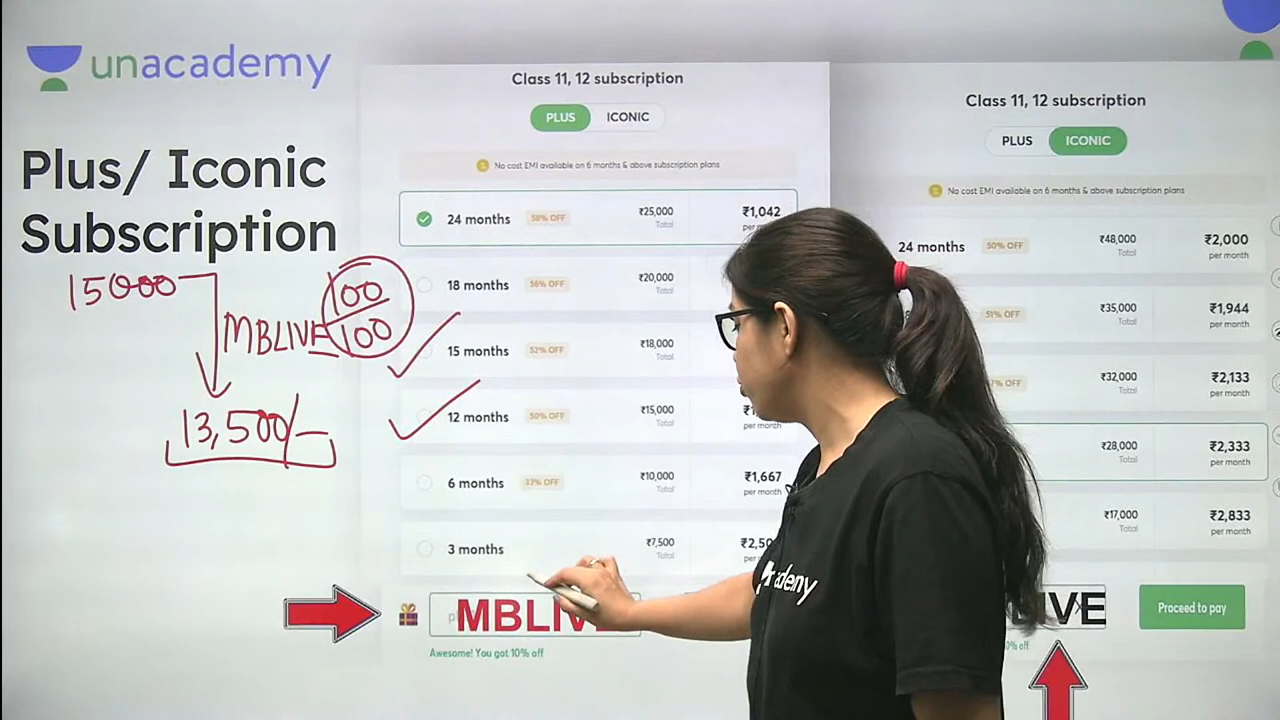 unacademy
Plus/ Iconic
Subscription
15000
MBLIVE
100
100
13,500/-
Class 11, 12 subscription
PLUS ICONIC
No cost EMI available on 6 months & above subscription plans
24 months 58% OFF ₹25,000 ₹1,042
Total
18 months 56% OFF ₹20,000
Total
15 months 52% OFF ₹18,000
Total
12 months 50% OFF ₹15,000
Total per month
6 months 33% OFF ₹10,000 ₹1,667
Total per month
3 months ₹7,500
Total
MBLIVE
Awesome! You got 10% off
Class 11, 12 subscription
PLUS ICONIC
No cost EMI available on 6 months & above subscription plans
24 months 50% OFF ₹48,000 ₹2,000
Total per month
51% OFF ₹35,000 ₹1,944
Total per month
OFF ₹32,000 ₹2,133
Total per month
₹28,000 ₹2,333
Total per month
₹17,000 ₹2,833
Total per month
LIVE Proceed to pay
off
ademy